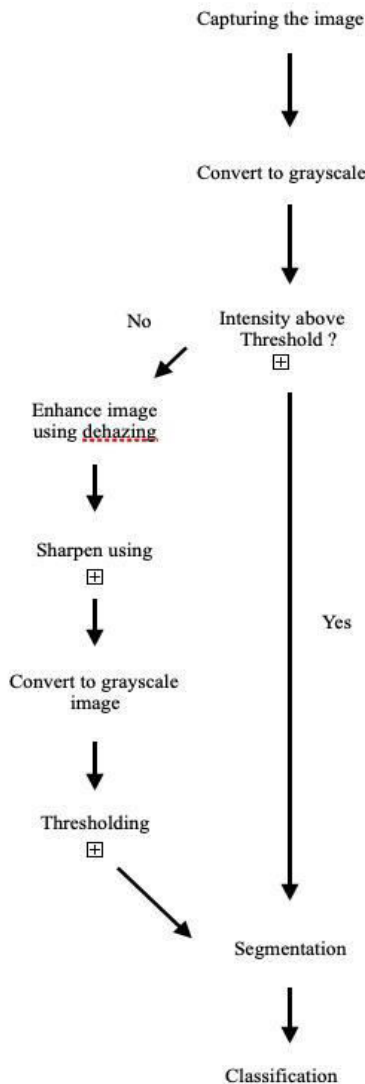 Capturing the image
Convert to grayscale
Intensity above
Threshold ?
No
Enhance image
using dehazing
Sharpen using
Yes
Convert to grayscale
image
Thresholding
Segmentation
Classification